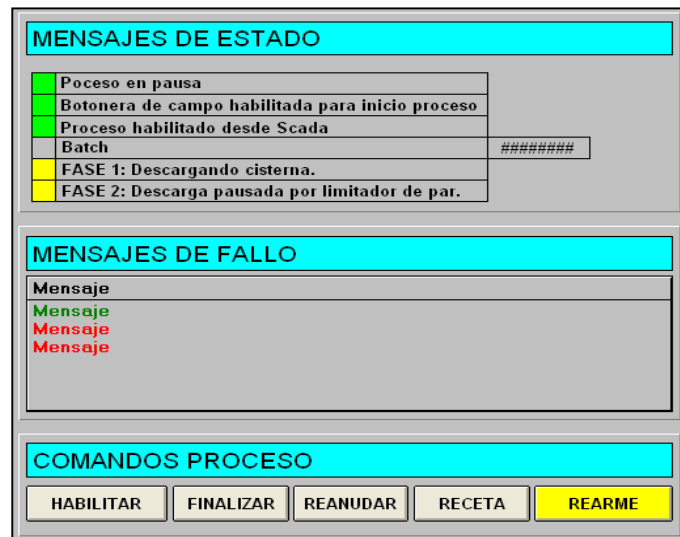 MENSAJES DE ESTADO
Poceso en pausa
Botonera de campo habilitada para inicio proceso
Proceso habilitado desde Scada
Batch ########
FASE 1: Descargando cisterna.
FASE 2: Descarga pausada por limitador de par.
MENSAJES DE FALLO
Mensaje
Mensaje
Mensaje
Mensaje
COMANDOS PROCESO
HABILITAR FINALIZAR REANUDAR RECETA REARME